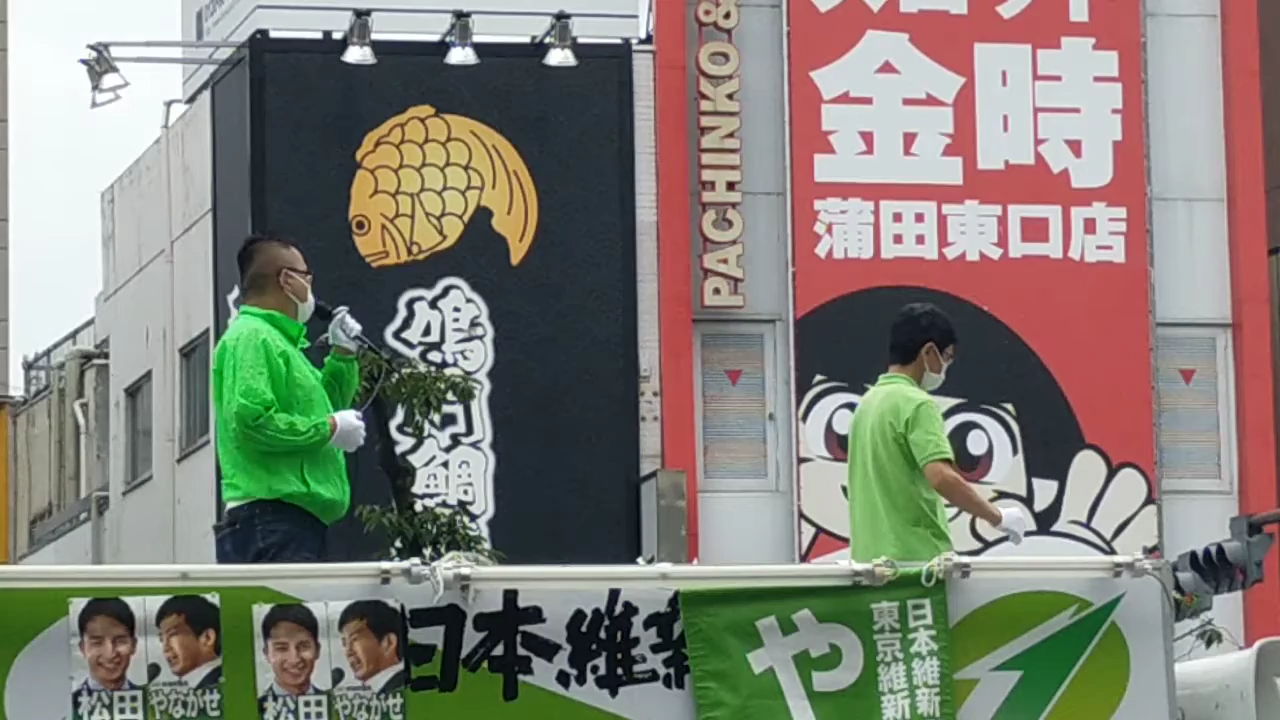 PACHINKO &
金時
蒲田東口店
鳴門鯛
日本維新
や
日本維新
東京維新
松田
やながせ
松田
やながせ